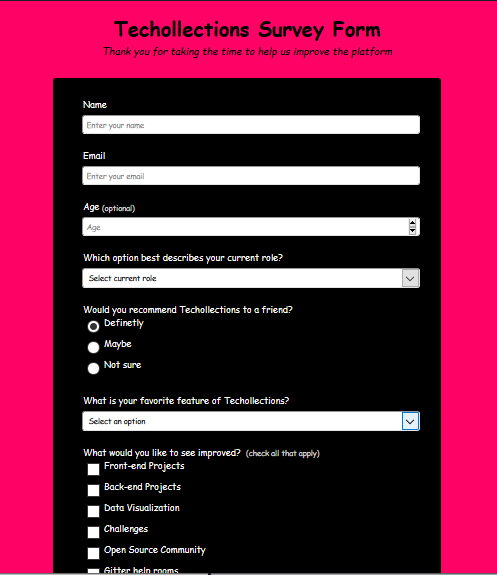 Techollections Survey Form
Thank you for taking the time to help us improve the platform
Name
Enter your name
Email
Enter your email
Age (optional)
Age
Which option best describes your current role?
Select current role
Would you recommend Techollections to a friend?
Definetly
Maybe
Not sure
What is your favorite feature of Techollections?
Select an option
What would you like to see improved? (check all that apply)
Front-end Projects
Back-end Projects
Data Visualization
Challenges
Open Source Community
Gitter help rooms